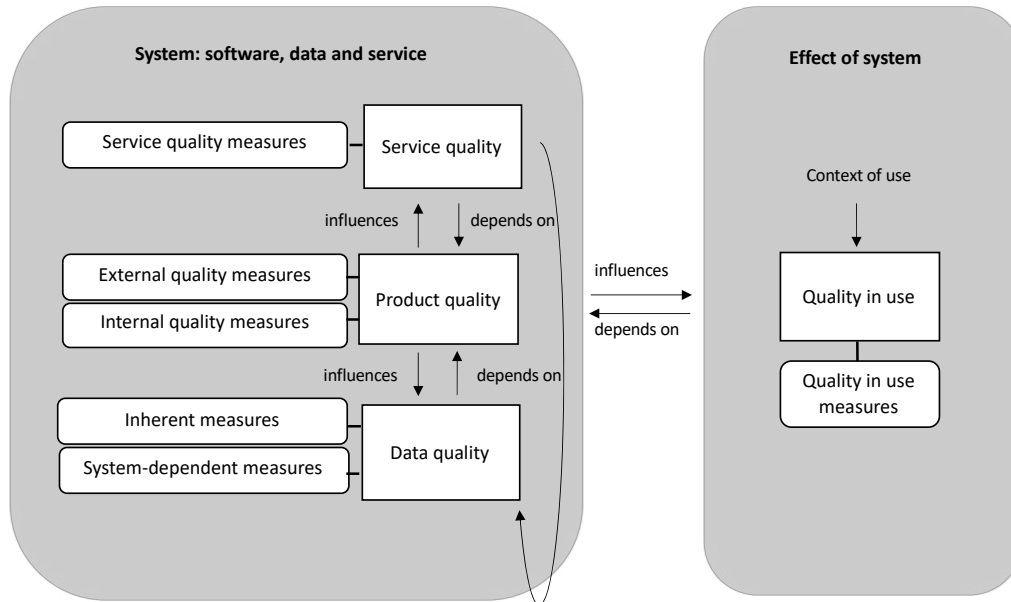 System: software, data and service
Effect of system
Service quality measures
Service quality
Context of use
influences
depends on
External quality measures
Internal quality measures
Product quality
influences
depends on
Quality in use
influences
depends on
Quality in use
measures
Inherent measures
System-dependent measures
Data quality